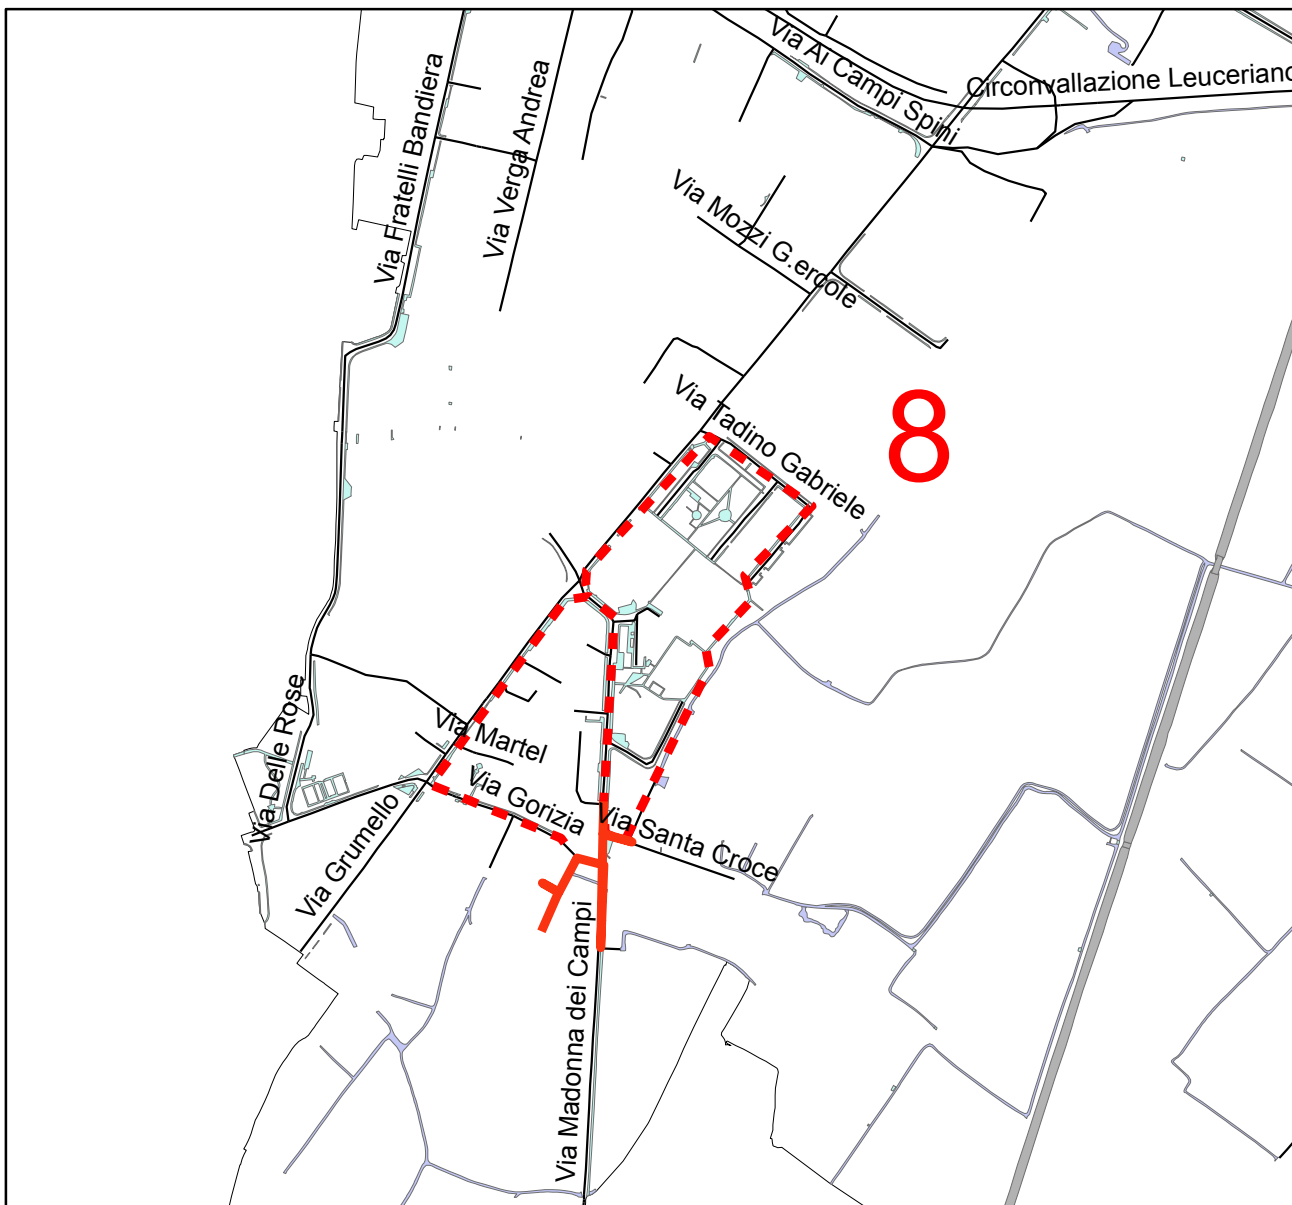 Via Ai Campi Spini
Circonvallazione Leuceriano
Via Fratelli Bandiera
Via Verga Andrea
Via Mozzi G.ercole
Via Tadino Gabriele
8
Via Delle Rose
Via Martel
Via Gorizia
Via Grumello
Via Santa Croce
Via Madonna dei Campi